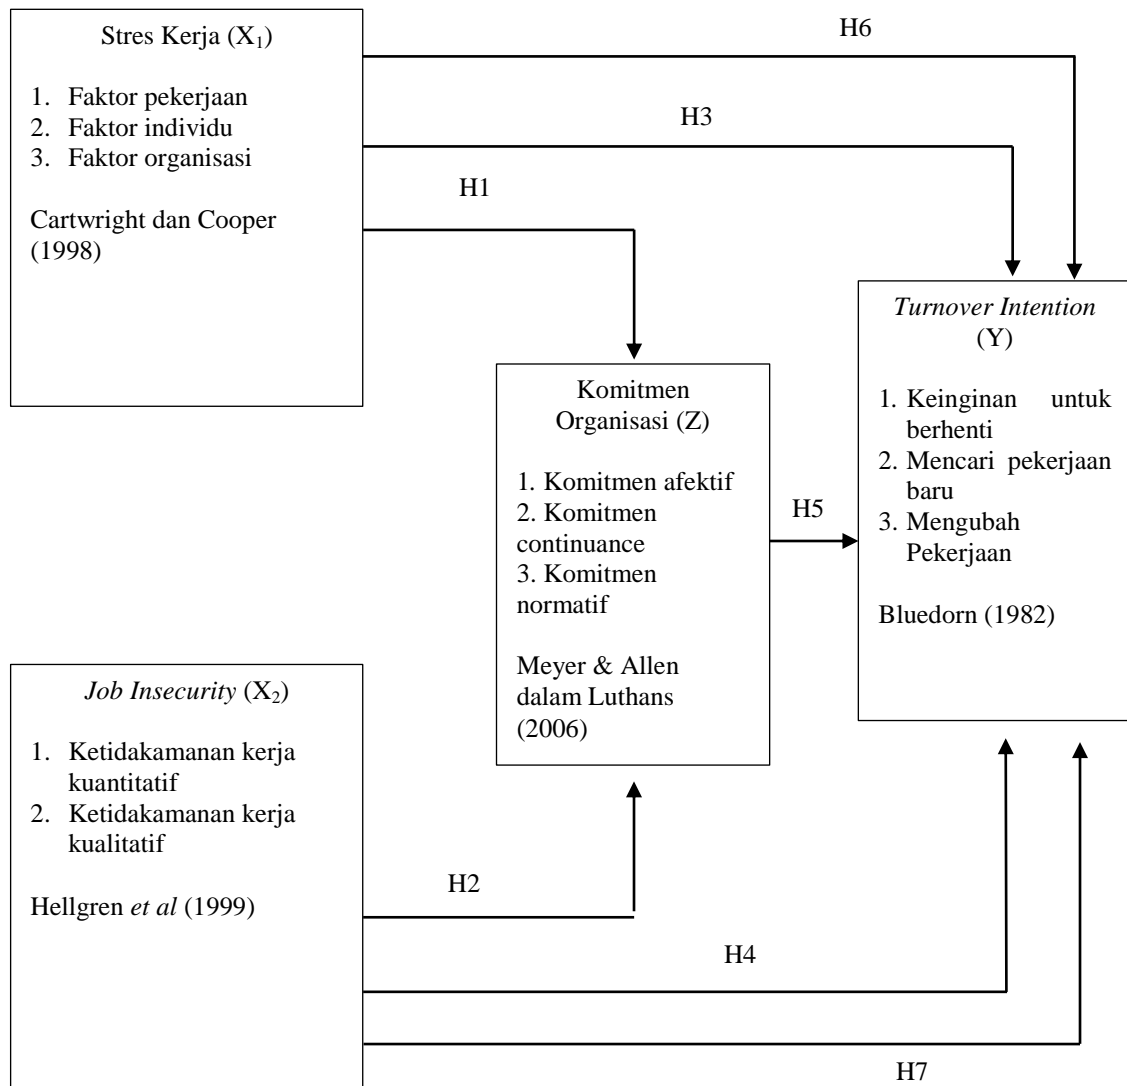 Stres Kerja (X₁)
1. Faktor pekerjaan
2. Faktor individu
3. Faktor organisasi
Cartwright dan Cooper
(1998)
H6
H3
H1
Turnover Intention
(Y)
1. Keinginan untuk
berhenti
2. Mencari pekerjaan
baru
3. Mengubah
Pekerjaan
Bluedorn (1982)
Komitmen
Organisasi (Z)
1. Komitmen afektif
2. Komitmen
continuance
3. Komitmen
normatif
Meyer & Allen
dalam Luthans
(2006)
H5
Job Insecurity (X₂)
1. Ketidakamanan kerja
kuantitatif
2. Ketidakamanan kerja
kualitatif
Hellgren et al (1999)
H2
H4
H7